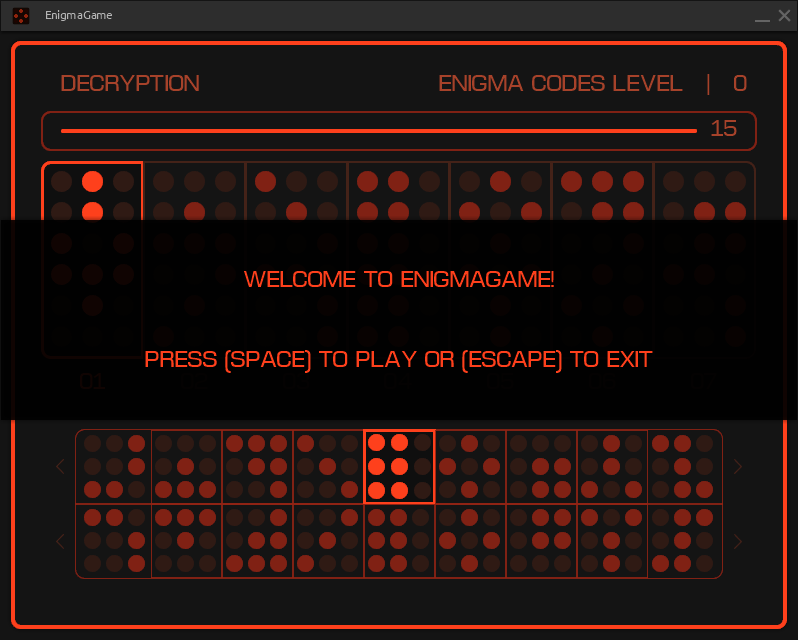 EnigmaGame
DECRYPTION
ENIGMA CODES LEVEL | 0
15
WELCOME TO ENIGMAGAME!
PRESS (SPACE) TO PLAY OR (ESCAPE) TO EXIT
01